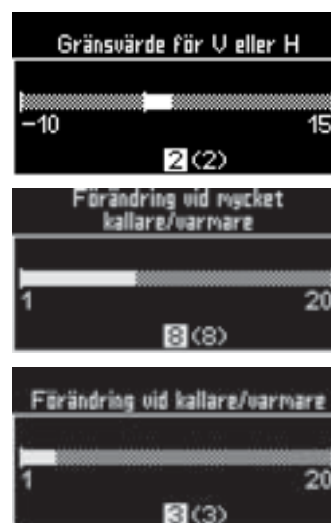 Gränsvärde för V eller H
-10 15
2 (2)
Förändring vid mycket
kallare/varmare
1 20
8 (8)
Förändring vid kallare/varmare
1 20
3 (3)